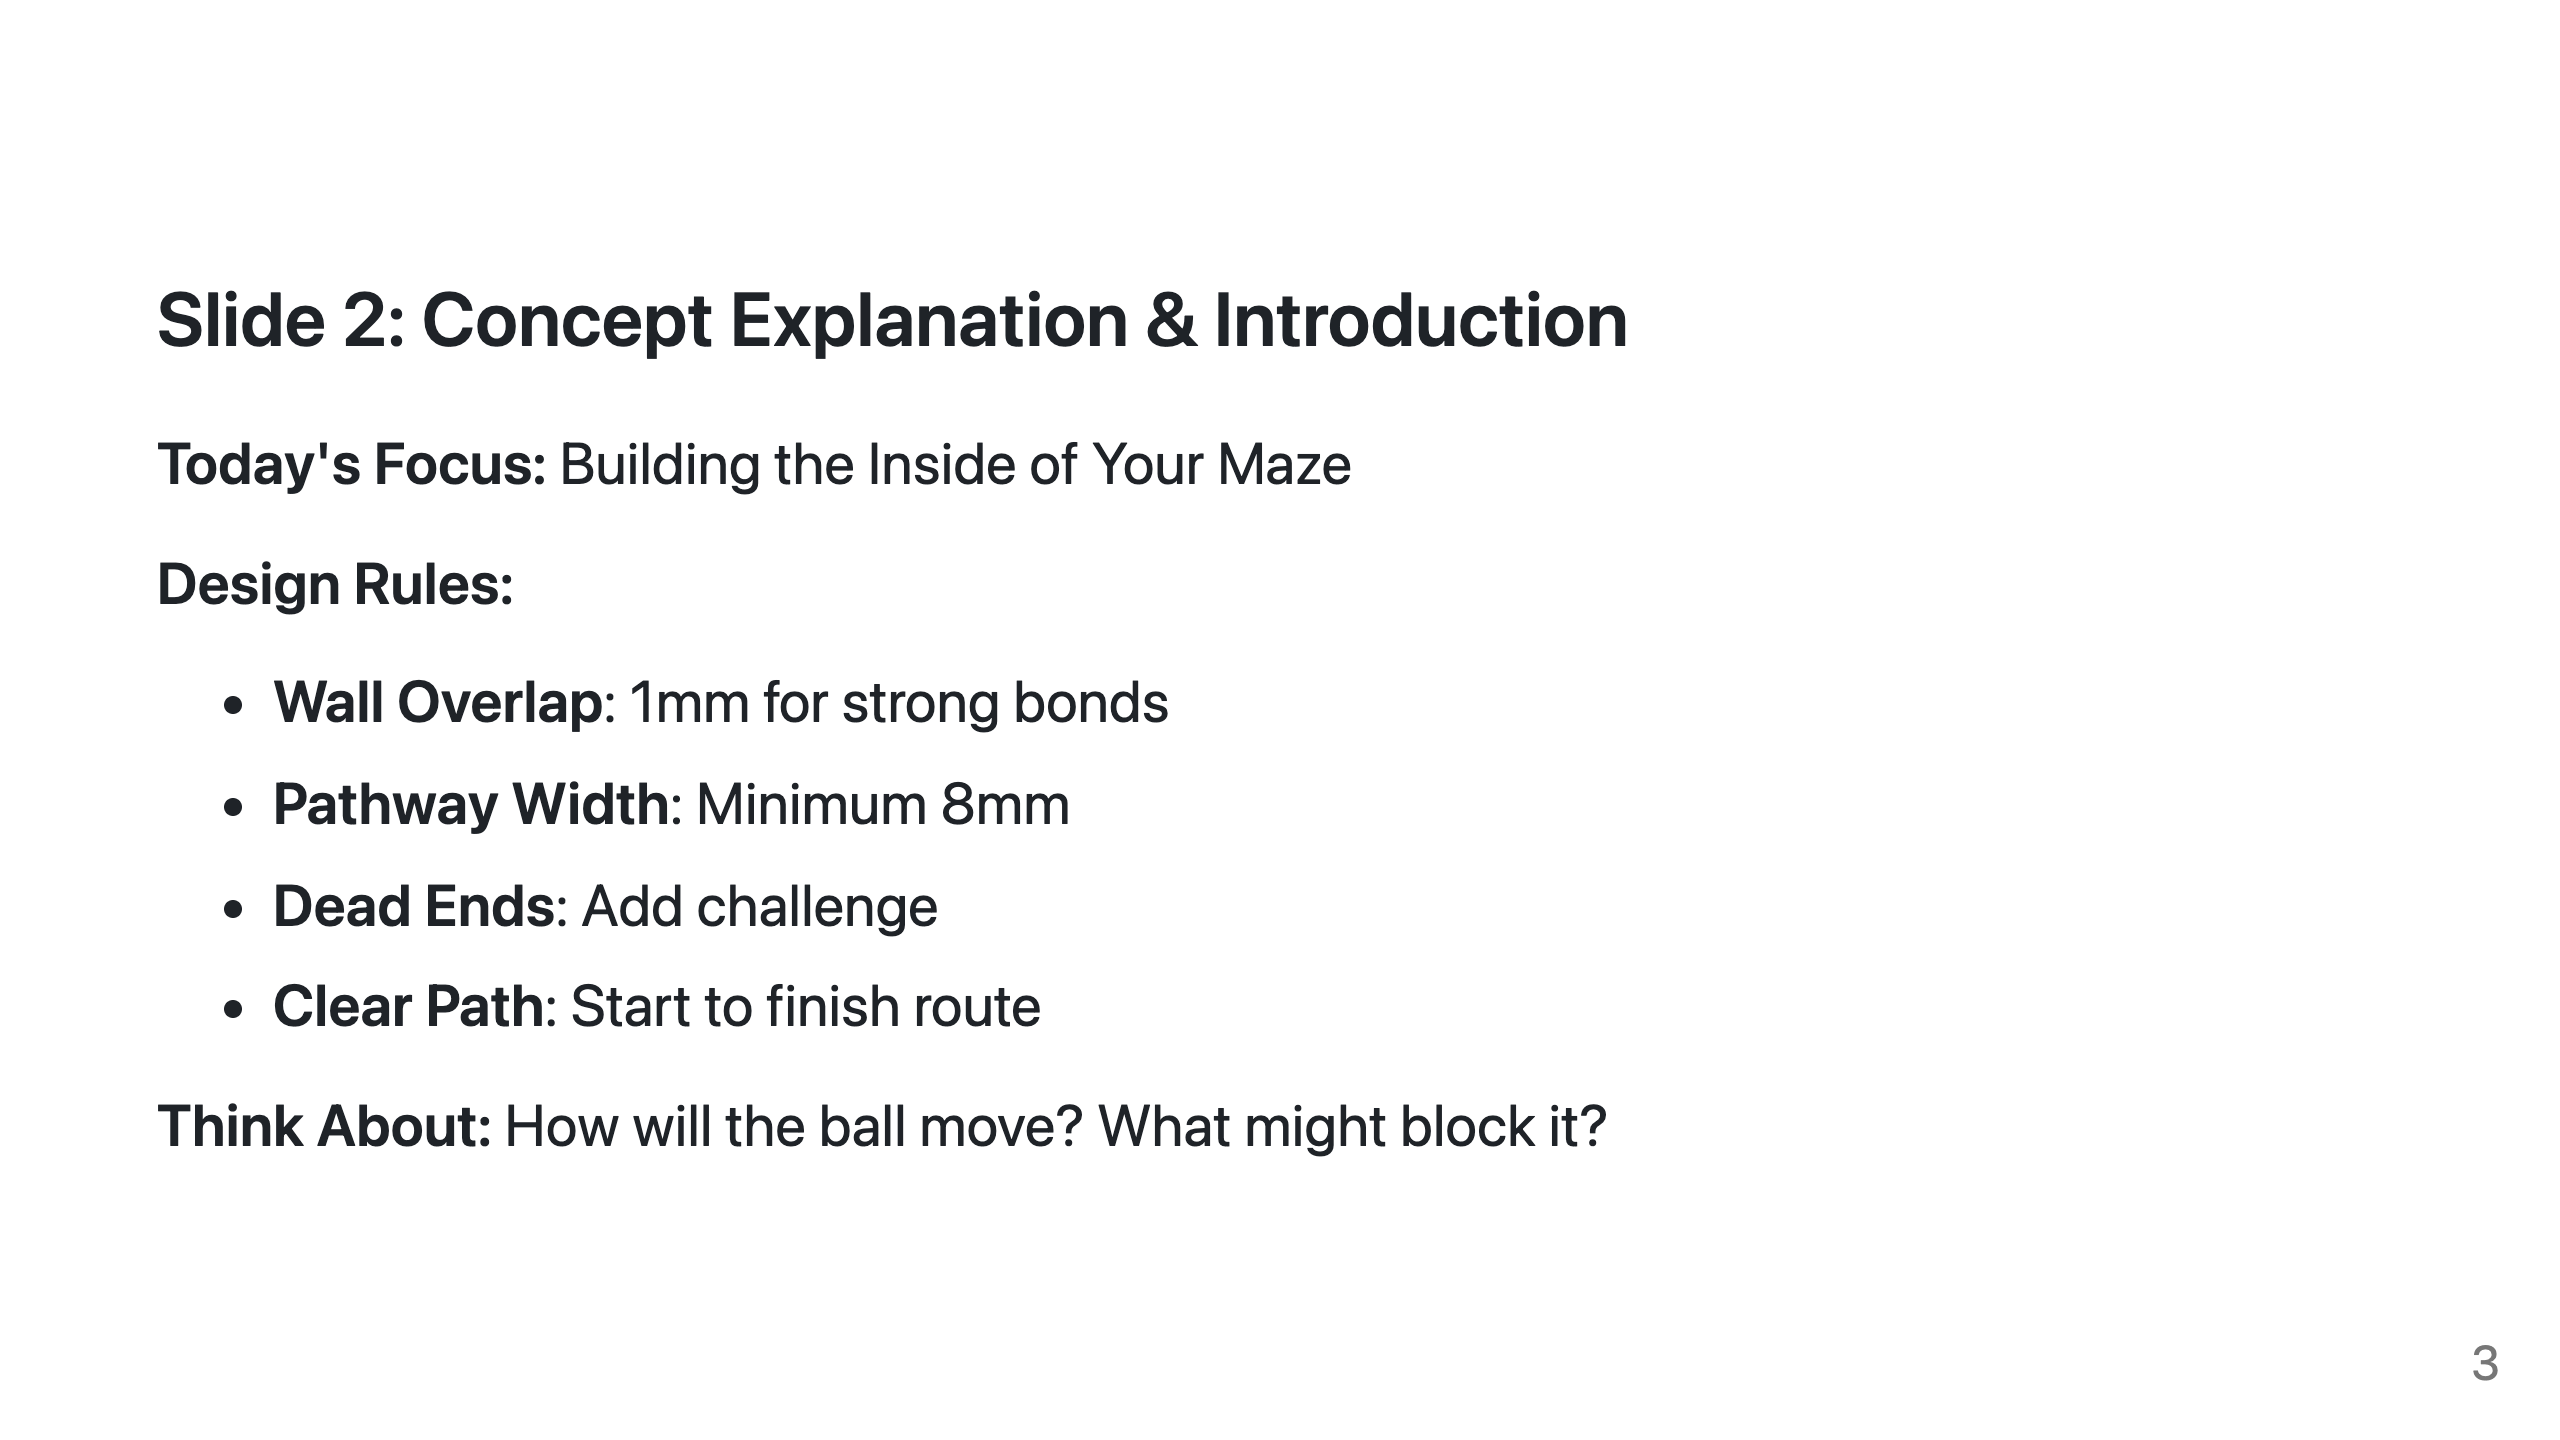 Slide 2: Concept Explanation & Introduction
Today's Focus: Building the Inside of Your Maze
Design Rules:
• Wall Overlap: 1mm for strong bonds
• Pathway Width: Minimum 8mm
• Dead Ends: Add challenge
• Clear Path: Start to finish route
Think About: How will the ball move? What might block it?
3